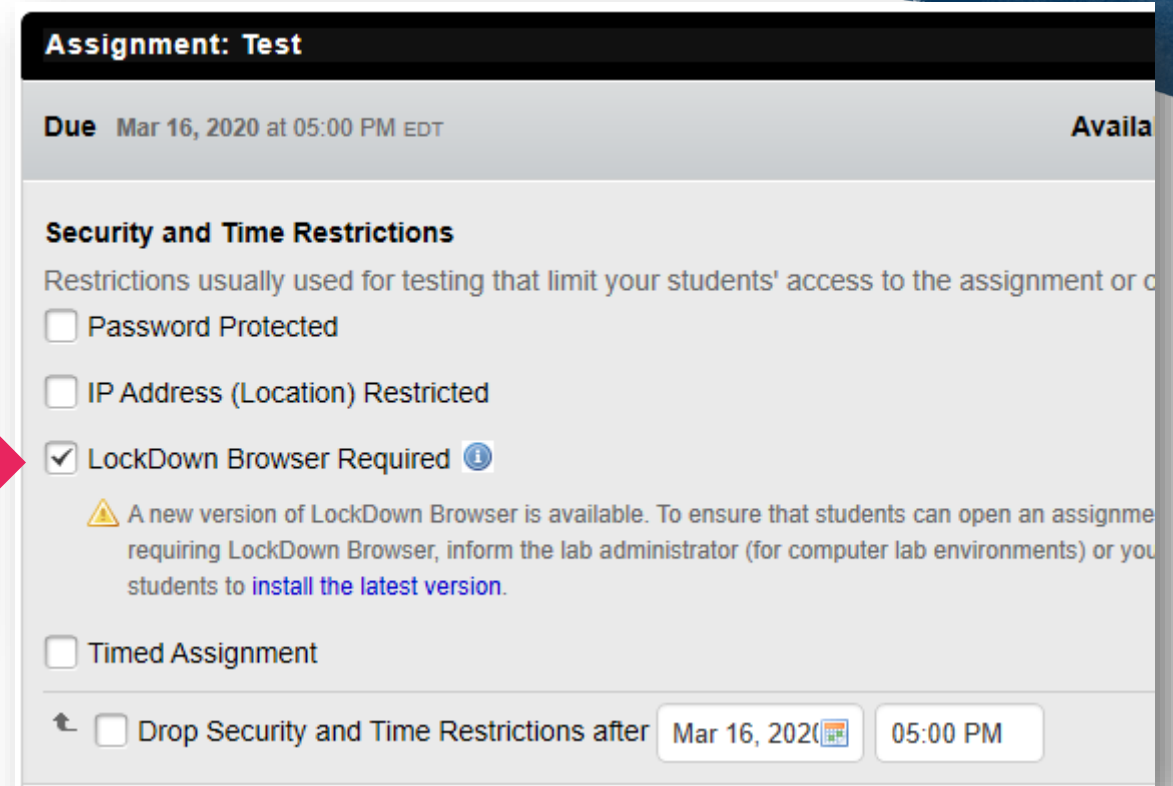 Assignment: Test
Due Mar 16, 2020 at 05:00 PM EDT
Security and Time Restrictions
Restrictions usually used for testing that limit your students' access to the assignment or
Password Protected
IP Address (Location) Restricted
LockDown Browser Required
A new version of LockDown Browser is available. To ensure that students can open an
requiring LockDown Browser, inform the lab administrator (for computer lab environments) or
students to install the latest version.
Timed Assignment
Drop Security and Time Restrictions after Mar 16, 05:00 PM